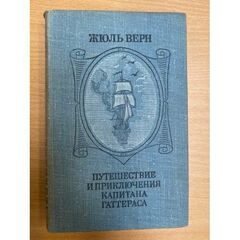 ЖЮЛЬ ВЕРН
ПУТЕШЕСТВИЕ
И ПРИКЛЮЧЕНИЯ
КАПИТАНА
ГАТТЕРАСА